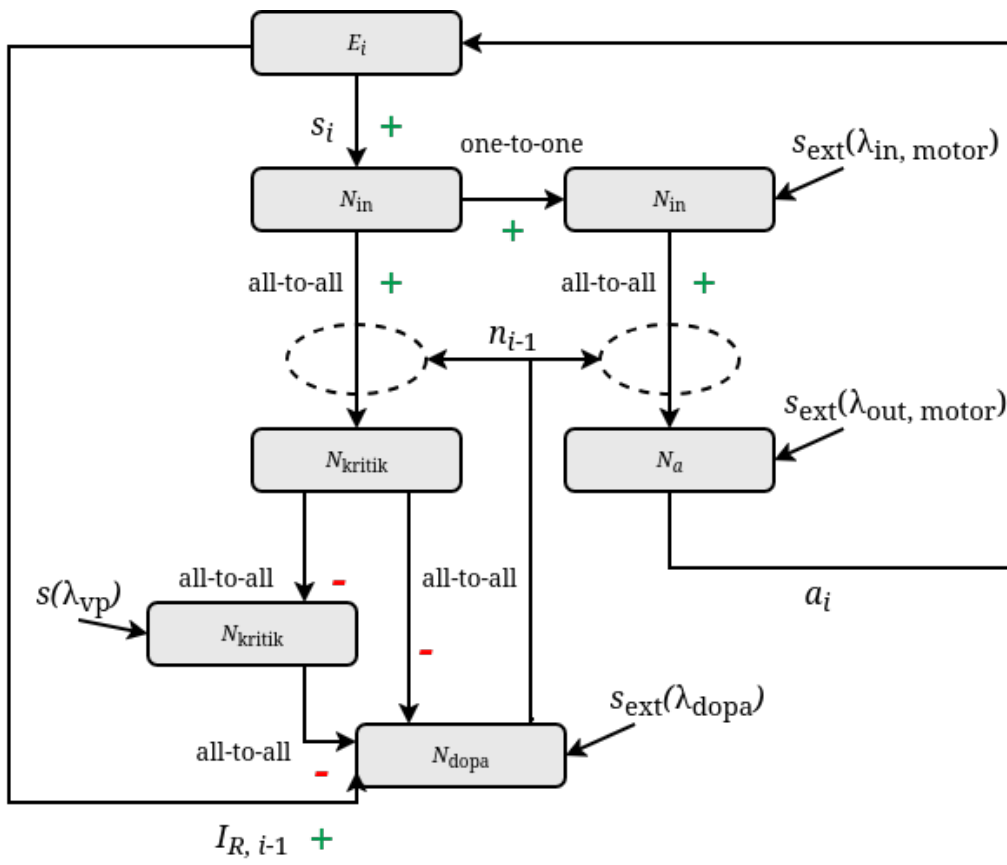 E_i
s_i +
one-to-one
s_ext(λ_in, motor)
N_in
N_in
+
all-to-all +
all-to-all +
n_i-1
s_ext(λ_out, motor)
N_kritik
N_a
all-to-all -
all-to-all
a_i
s(λ_vp)
N_kritik
-
s_ext(λ_dopa)
all-to-all
N_dopa
-
I_R, i-1 +